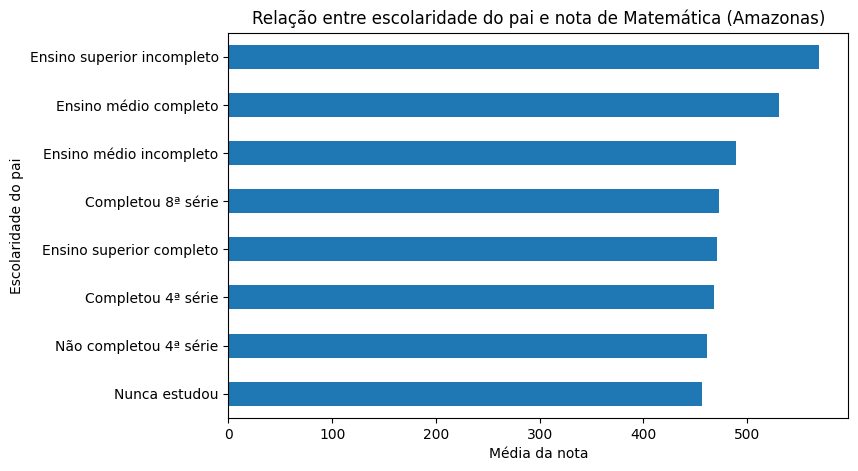 Relação entre escolaridade do pai e nota de Matemática (Amazonas)
Escolaridade do pai
Ensino superior incompleto
Ensino médio completo
Ensino médio incompleto
Completou 8ª série
Ensino superior completo
Completou 4ª série
Não completou 4ª série
Nunca estudou
0 100 200 300 400 500
Média da nota